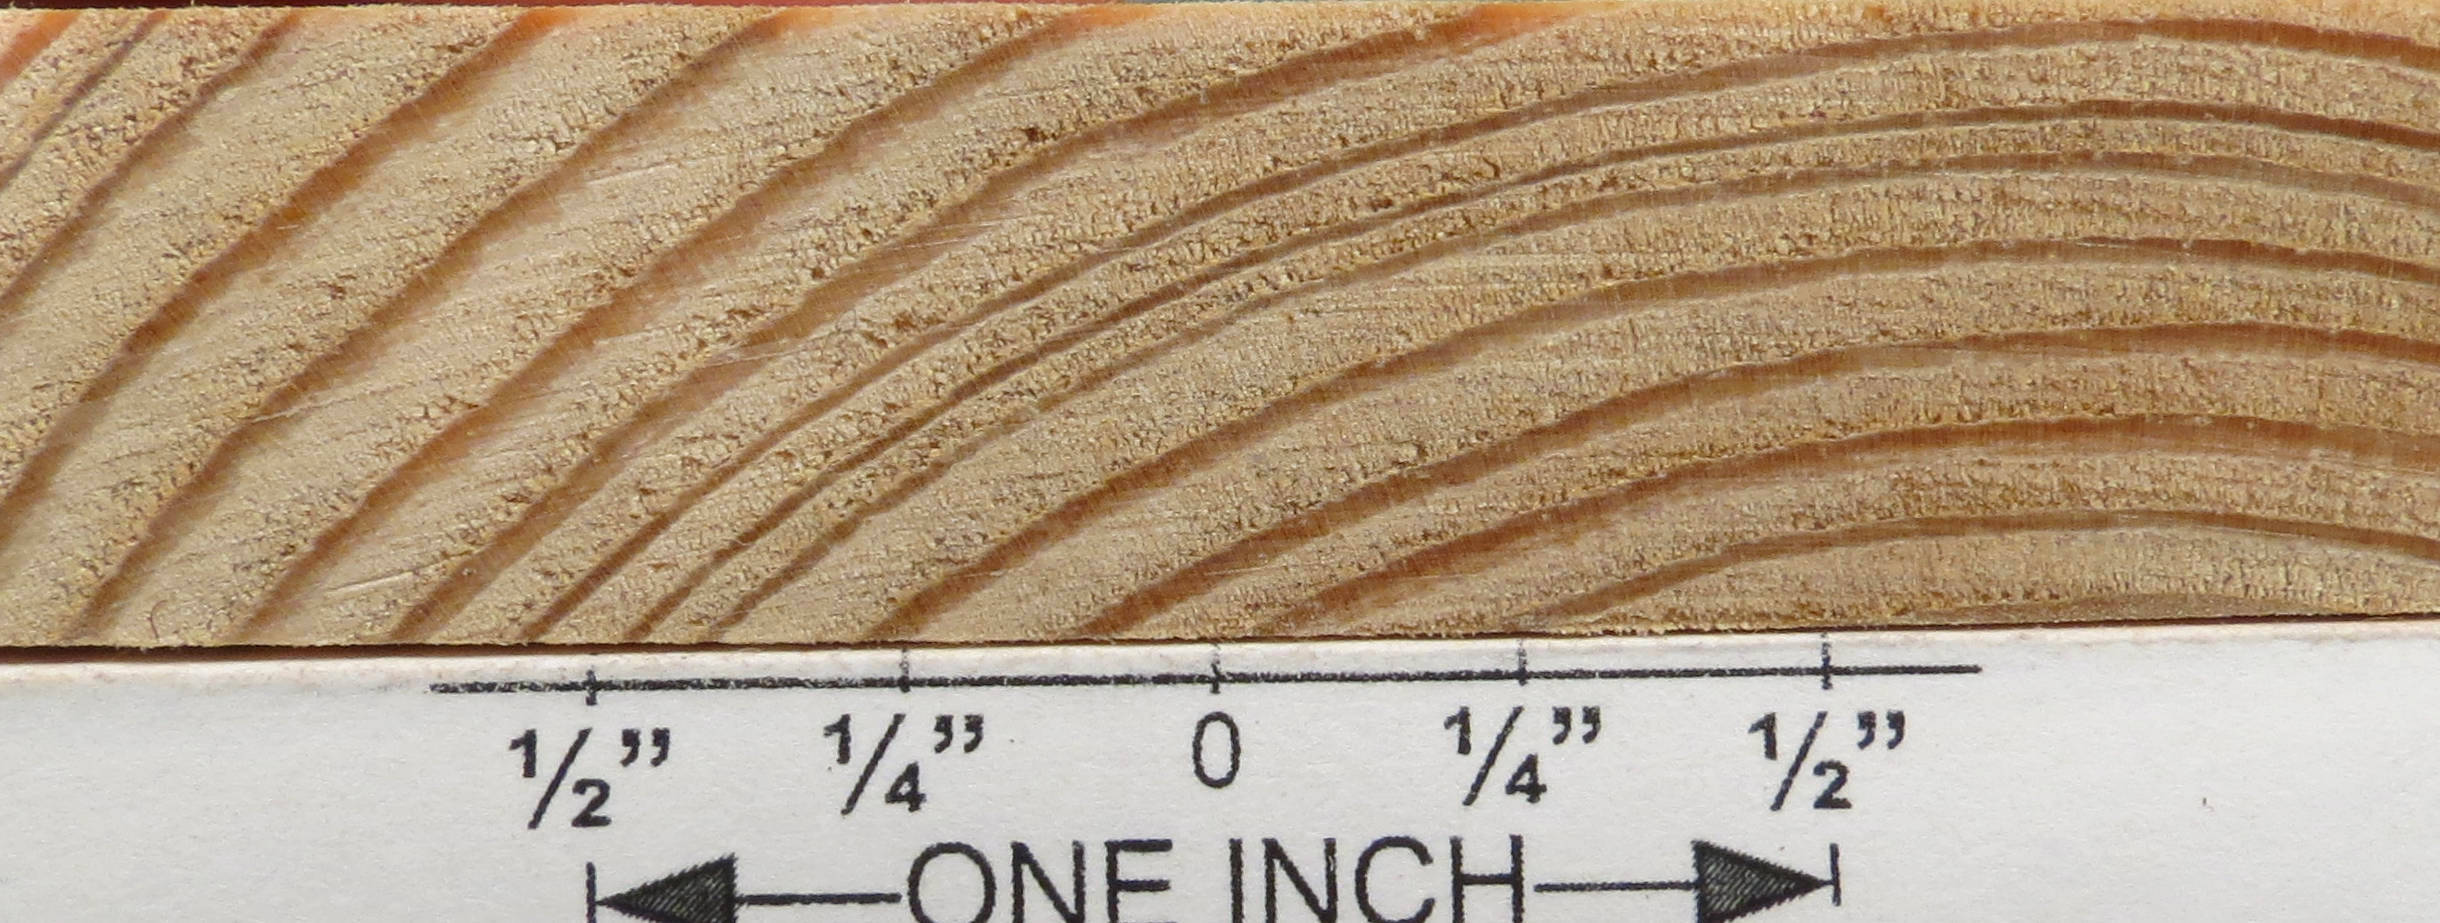 1/2” 1/4” 0 1/4” 1/2”
ONE INCH